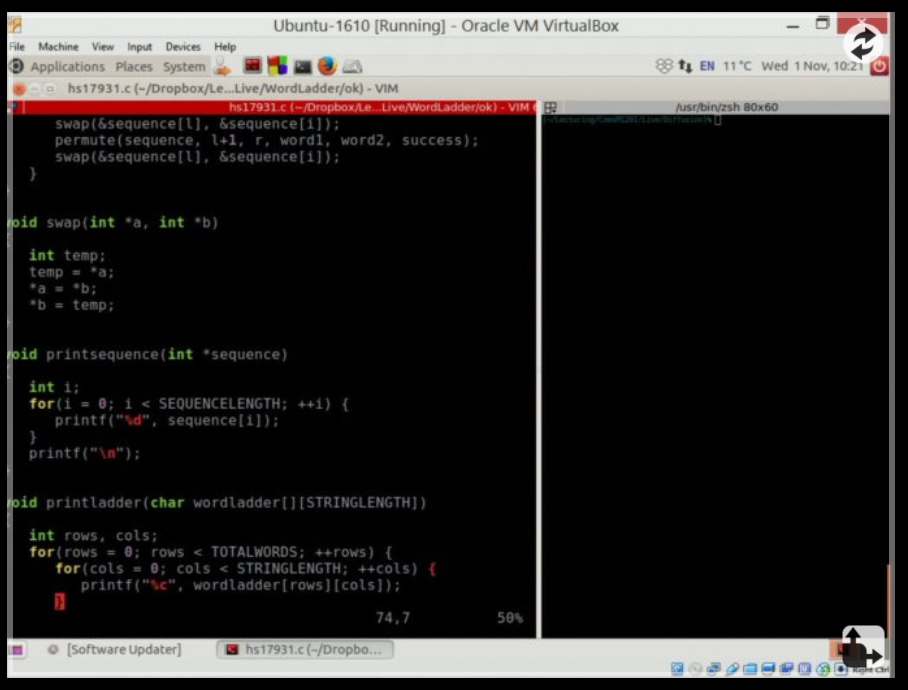 Ubuntu-1610 [Running] - Oracle VM VirtualBox
File Machine View Input Devices Help
Applications Places System
EN 11°C Wed 1 Nov, 10:21
hs17931.c (~/Dropbox/Le...Live/WordLadder/ok) - VIM
hs17931.c (~/Dropbox/Le...Live/WordLadder/ok) - VIM
/usr/bin/zsh 80x60
swap(&sequence[l], &sequence[i]);
permute(sequence, l+1, r, word1, word2, success);
swap(&sequence[l], &sequence[i]);
}
void swap(int *a, int *b)
int temp;
temp = *a;
*a = *b;
*b = temp;
void printsequence(int *sequence)
int i;
for(i = 0; i < SEQUENCELENGTH; ++i) {
printf("%d", sequence[i]);
}
printf("\n");
void printladder(char wordladder[][STRINGLENGTH])
int rows, cols;
for(rows = 0; rows < TOTALWORDS; ++rows) {
for(cols = 0; cols < STRINGLENGTH; ++cols) {
printf("%c", wordladder[rows][cols]);
}
74,7 50%
[Software Updater] hs17931.c (~/Dropbo...
Right Ctrl